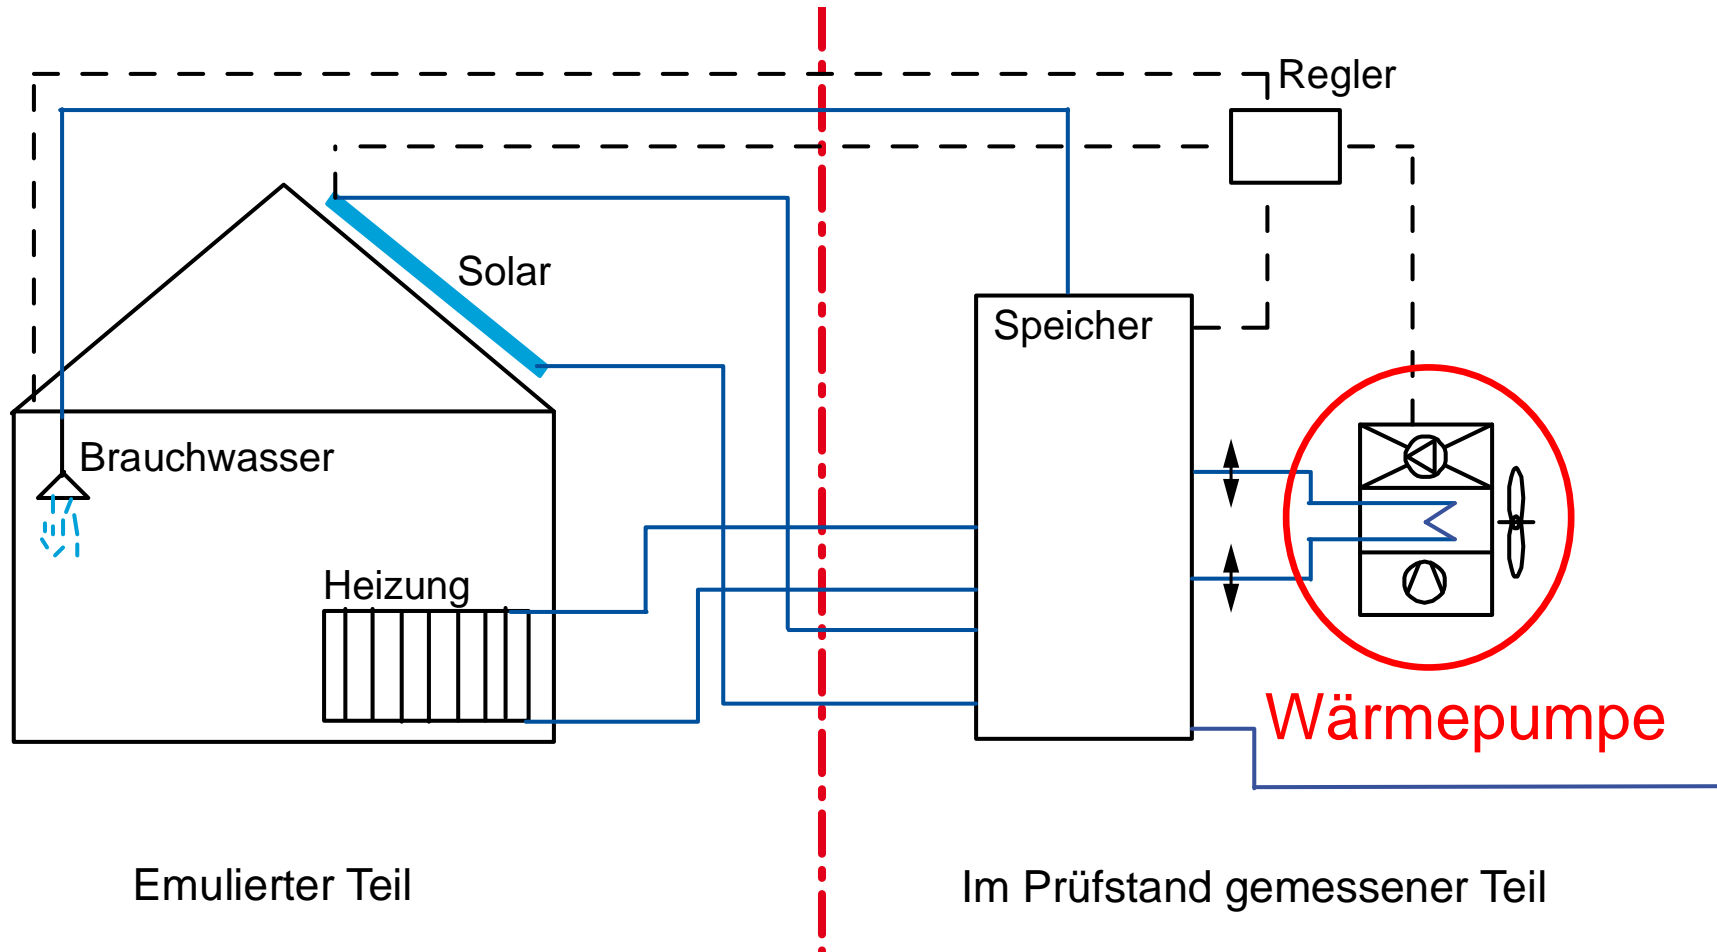 Regler
Solar
Speicher
Brauchwasser
Heizung
Wärmepumpe
Emulierter Teil
Im Prüfstand gemessener Teil